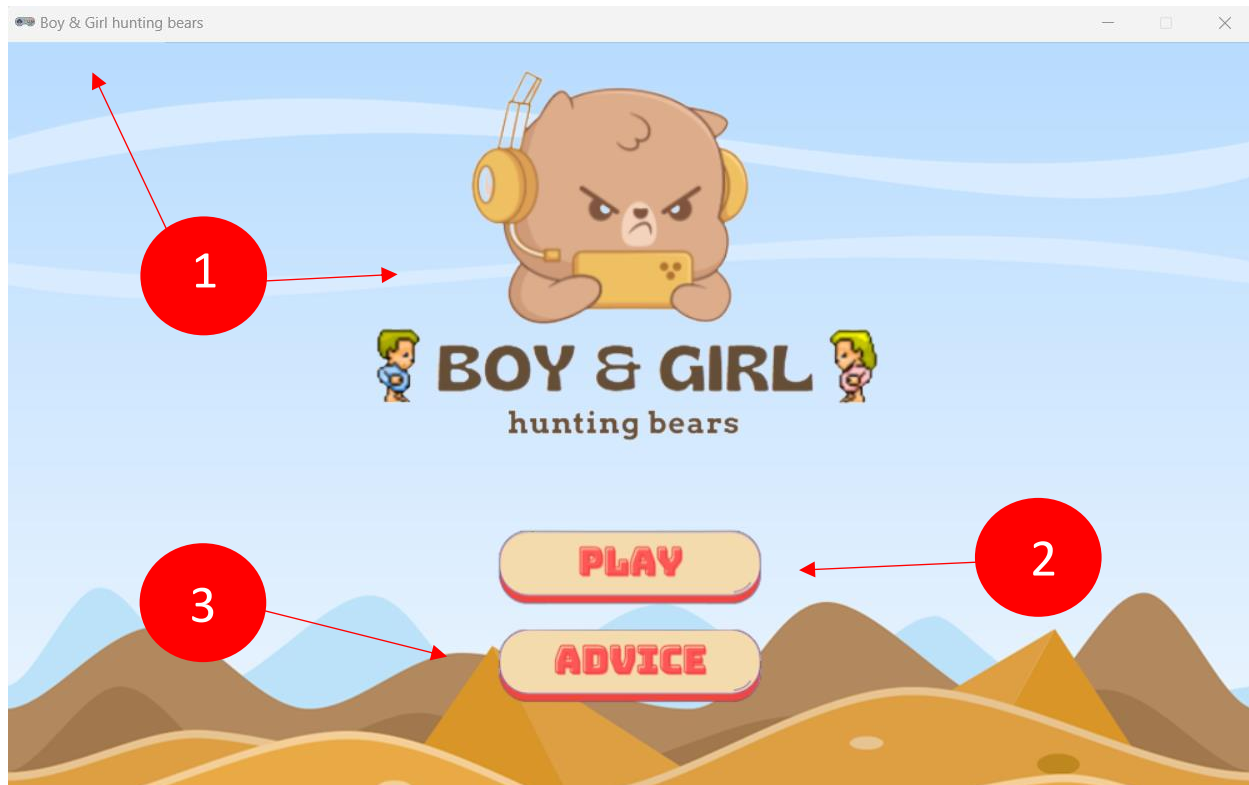 Boy & Girl hunting bears
1
BOY & GIRL
hunting bears
PLAY
2
3
ADVICE